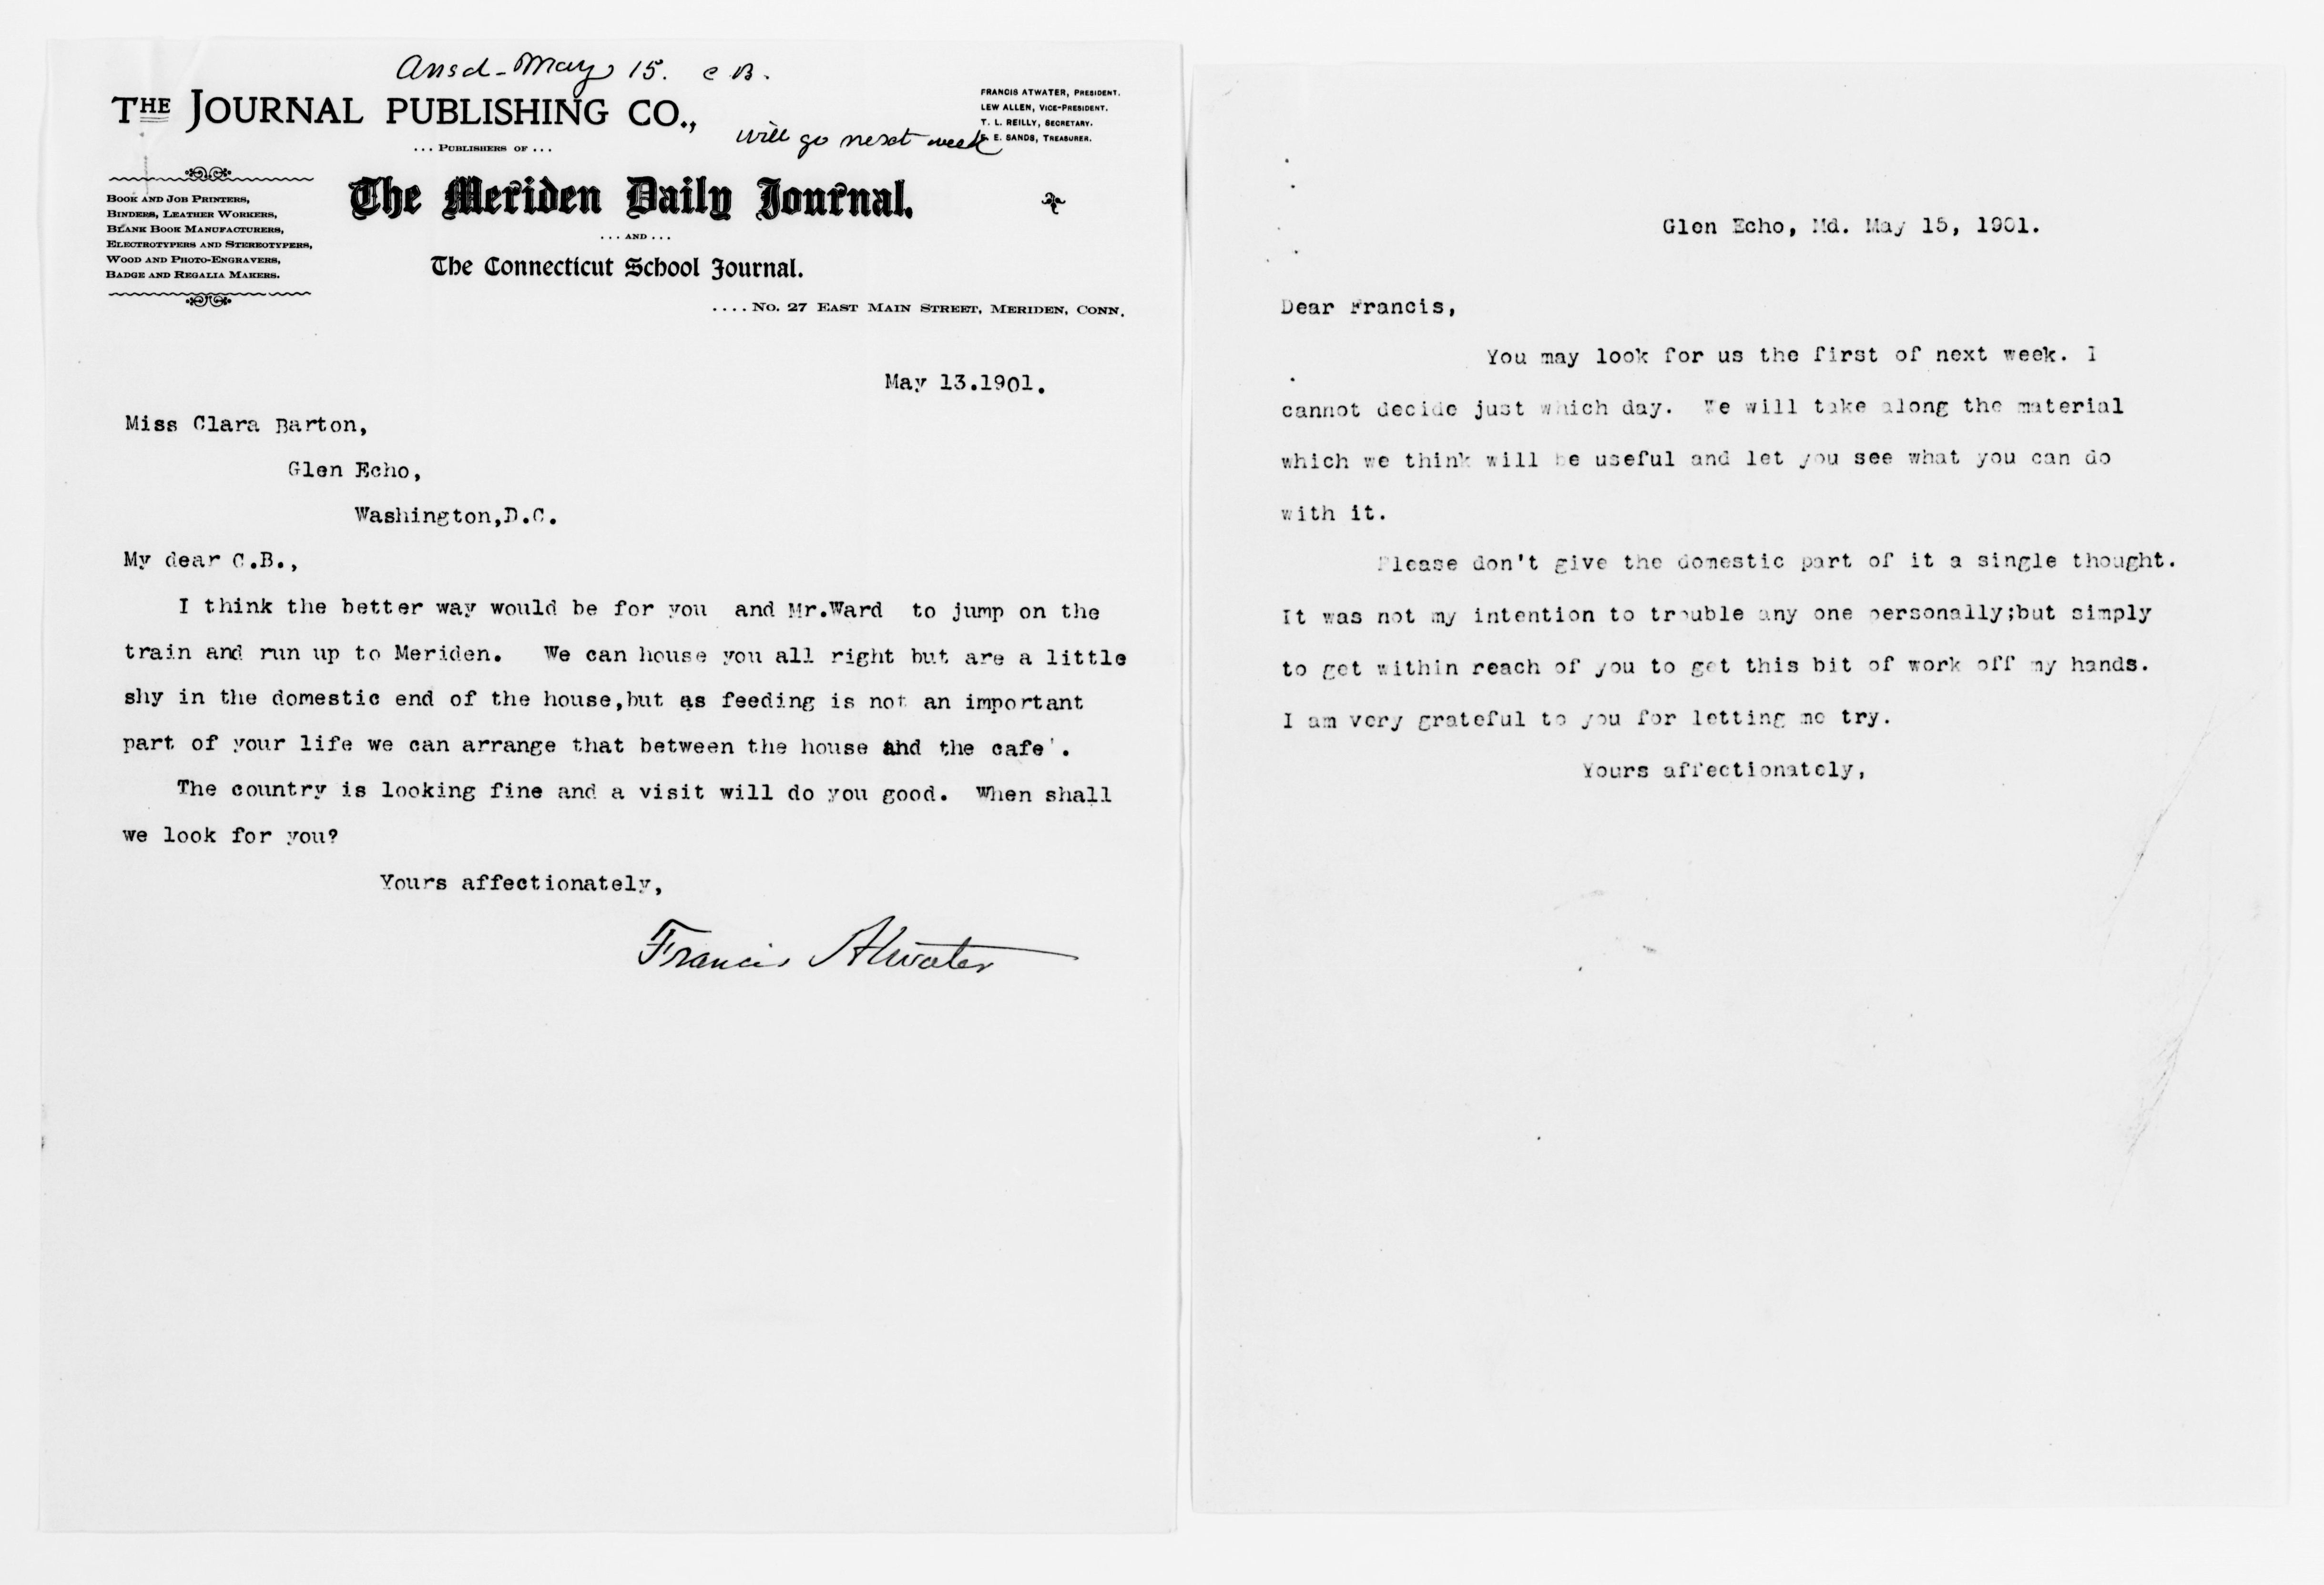 Ansd - May 15. C B.
THE JOURNAL PUBLISHING CO.,
will go next week
FRANCIS ATWATER, PRESIDENT.
LEW ALLEN, VICE-PRESIDENT.
T. L. REILLY, SECRETARY.
E. SANDS, TREASURER.
... PUBLISHERS OF ...
BOOK AND JOB PRINTERS,
BINDERS, LEATHER WORKERS,
BLANK BOOK MANUFACTURERS,
ELECTROTYPERS AND STEREOTYPERS,
WOOD AND PHOTO-ENGRAVERS,
BADGE AND REGALIA MAKERS.
The Meriden Daily Journal.
... AND ...
The Connecticut School Journal.
.... No. 27 EAST MAIN STREET, MERIDEN, CONN.
May 13.1901.
Miss Clara Barton,
Glen Echo,
Washington,D.C.
My dear C.B.,
I think the better way would be for you and Mr.Ward to jump on the
train and run up to Meriden. We can house you all right but are a little
shy in the domestic end of the house,but as feeding is not an important
part of your life we can arrange that between the house and the cafe'.
The country is looking fine and a visit will do you good. When shall
we look for you?
Yours affectionately,
Francis Atwater
Glen Echo, Md. May 15, 1901.
Dear Francis,
You may look for us the first of next week. I
cannot decide just which day. We will take along the material
which we think will be useful and let you see what you can do
with it.
Please don't give the domestic part of it a single thought.
It was not my intention to trouble any one personally;but simply
to get within reach of you to get this bit of work off my hands.
I am very grateful to you for letting me try.
Yours affectionately,